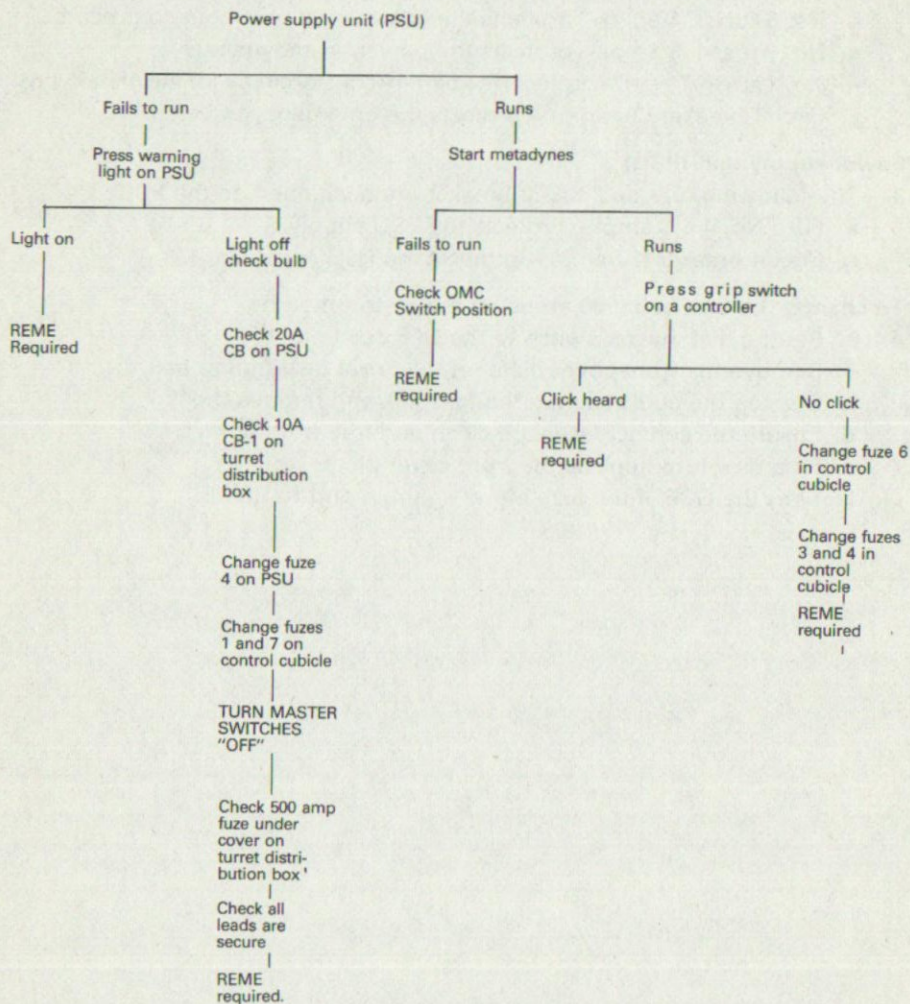 Power supply unit (PSU)
Fails to run
Runs
Press warning
light on PSU
Start metadynes
Light on
Light off
check bulb
Fails to run
Runs
Check OMC
Switch position
Press grip switch
on a controller
REME
Required
Check 20A
CB on PSU
REME
required
Click heard
No click
Check 10A
CB-1 on
turret
distribution
box
REME
required
Change fuze 6
in control
cubicle
Change fuze
4 on PSU
Change fuzes
3 and 4 in
control
cubicle
Change fuzes
1 and 7 on
control cubicle
REME
required
TURN MASTER
SWITCHES
"OFF"
Check 500 amp
fuze under
cover on
turret distri-
bution box
Check all
leads are
secure
REME
required.